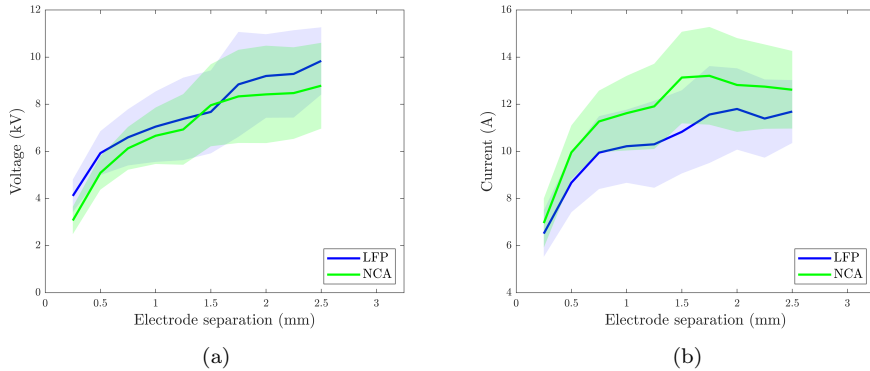 12
10
8
6
4
2
0
Voltage (kV)
0 0.5 1 1.5 2 2.5 3
Electrode separation (mm)
LFP
NCA
(a)
16
14
12
10
8
6
4
Current (A)
0 0.5 1 1.5 2 2.5 3
Electrode separation (mm)
LFP
NCA
(b)